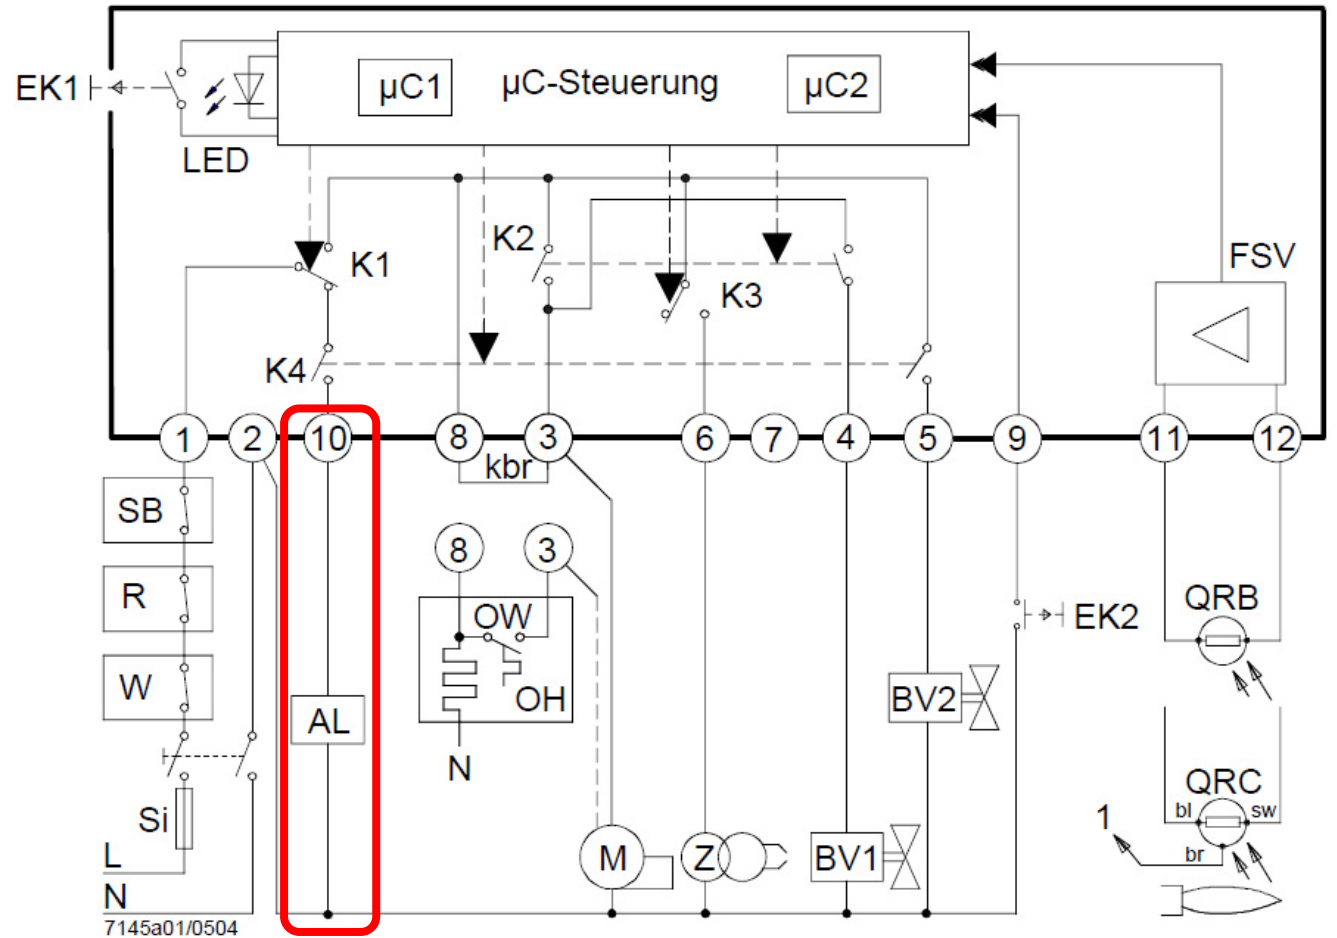 µC1 µC-Steuerung µC2
EK1
LED
K1
K2
K3
FSV
K4
1 2 10 8 3 6 7 4 5 9 11 12
kbr
SB
8 3
R
OW
QRB
EK2
W
OH
BV2
AL
N
QRC
Si
bl sw
1
br
L
M Z BV1
N
7145a01/0504